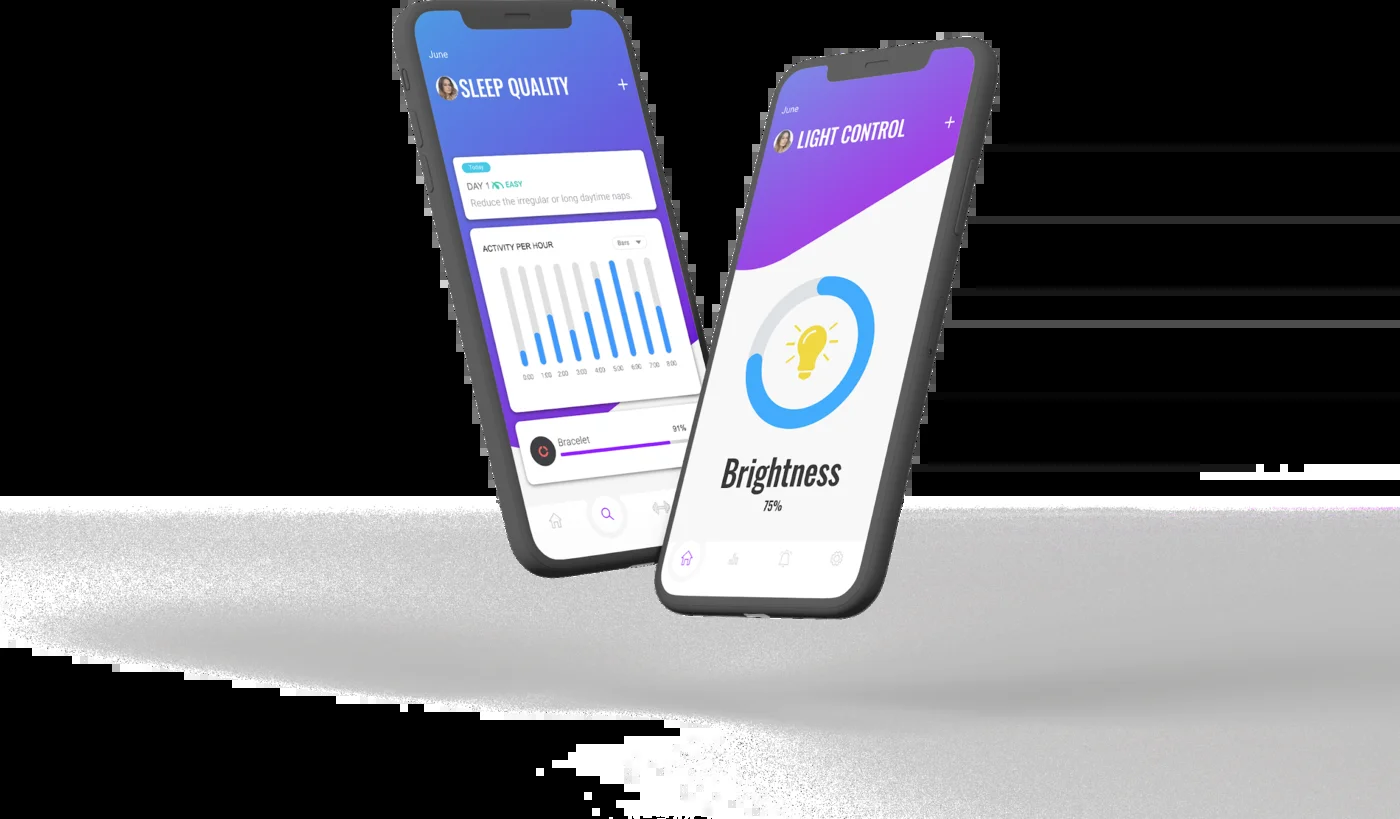 June
SLEEP QUALITY
+
Today
DAY 1 EASY
Reduce the irregular or long daytime naps.
ACTIVITY PER HOUR
Bars
0:00 1:00 2:00 3:00 4:00 5:00 6:00 7:00 8:00
Bracelet
91%
June
LIGHT CONTROL
+
Brightness
75%